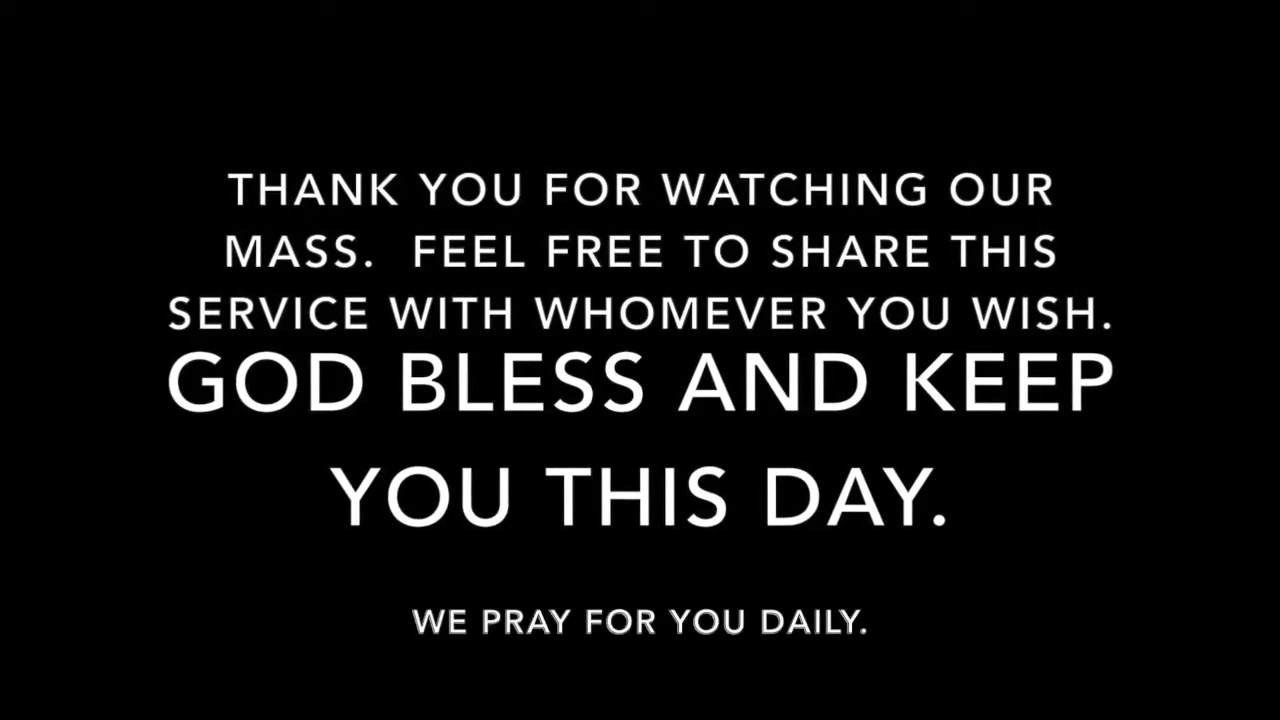 THANK YOU FOR WATCHING OUR
MASS.  FEEL FREE TO SHARE THIS
SERVICE WITH WHOMEVER YOU WISH.
GOD BLESS AND KEEP
YOU THIS DAY.
WE PRAY FOR YOU DAILY.